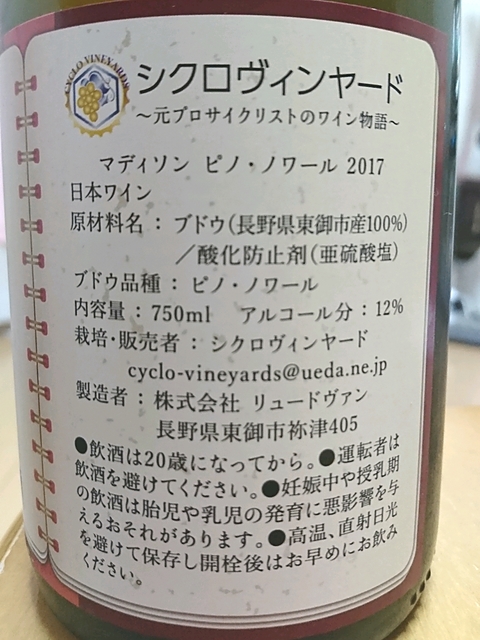 CYCLO VINEYARDS
シクロヴィンヤード
～元プロサイクリストのワイン物語～
マディソン ピノ・ノワール 2017
日本ワイン
原材料名：ブドウ(長野県東御市産100%)
／酸化防止剤(亜硫酸塩)
ブドウ品種：ピノ・ノワール
内容量：750ml　アルコール分：12%
栽培・販売者：シクロヴィンヤード
cyclo-vineyards@ueda.ne.jp
製造者：株式会社 リュードヴァン
長野県東御市祢津405
●飲酒は20歳になってから。●運転者は
飲酒を避けてください。●妊娠中や授乳期
の飲酒は胎児や乳児の発育に悪影響を与
えるおそれがあります。●高温、直射日光
を避けて保存し開栓後はお早めにお飲み
ください。